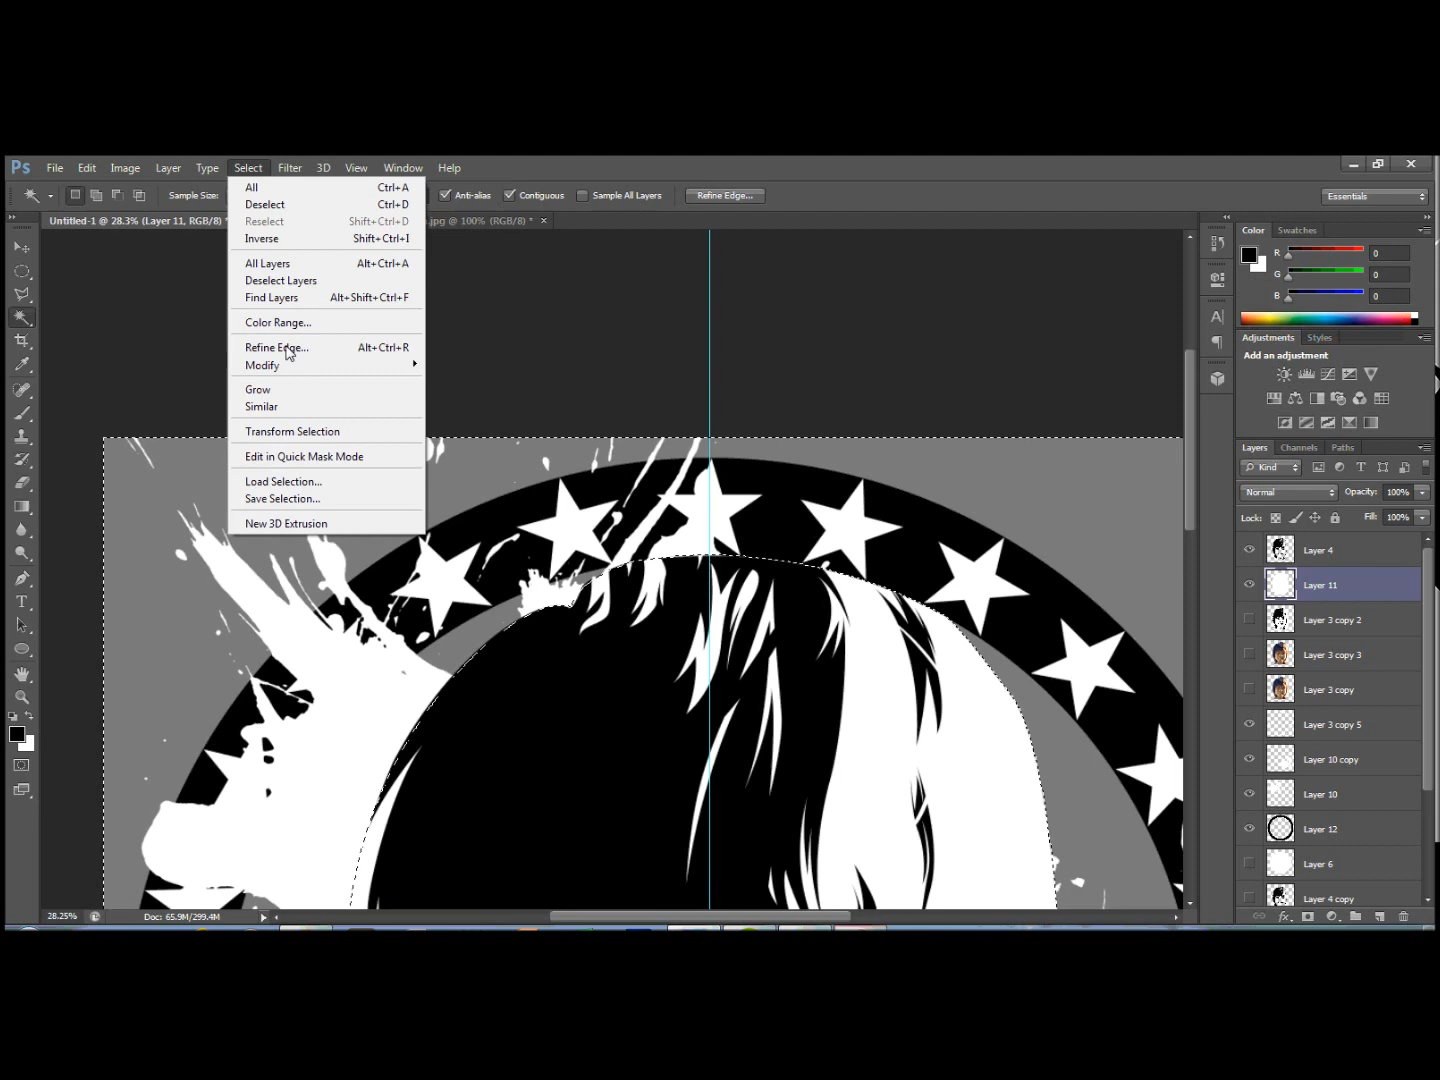 Ps File Edit Image Layer Type Select Filter 3D View Window Help
Sample Size: Anti-alias Contiguous Sample All Layers Refine Edge... Essentials
Untitled-1 @ 28.3% (Layer 11, RGB/8) * .jpg @ 100% (RGB/8) * ×
All Ctrl+A
Deselect Ctrl+D
Reselect Shift+Ctrl+D
Inverse Shift+Ctrl+I
All Layers Alt+Ctrl+A
Deselect Layers
Find Layers Alt+Shift+Ctrl+F
Color Range...
Refine Edge... Alt+Ctrl+R
Modify
Grow
Similar
Transform Selection
Edit in Quick Mask Mode
Load Selection...
Save Selection...
New 3D Extrusion
Color Swatches
R 0
G 0
B 0
Adjustments Styles
Add an adjustment
Layers Channels Paths
Kind
Normal Opacity: 100%
Lock: Fill: 100%
Layer 4
Layer 11
Layer 3 copy 2
Layer 3 copy 3
Layer 3 copy
Layer 3 copy 5
Layer 10 copy
Layer 10
Layer 12
Layer 6
Layer 4 copy
28.25% Doc: 65.9M/299.4M